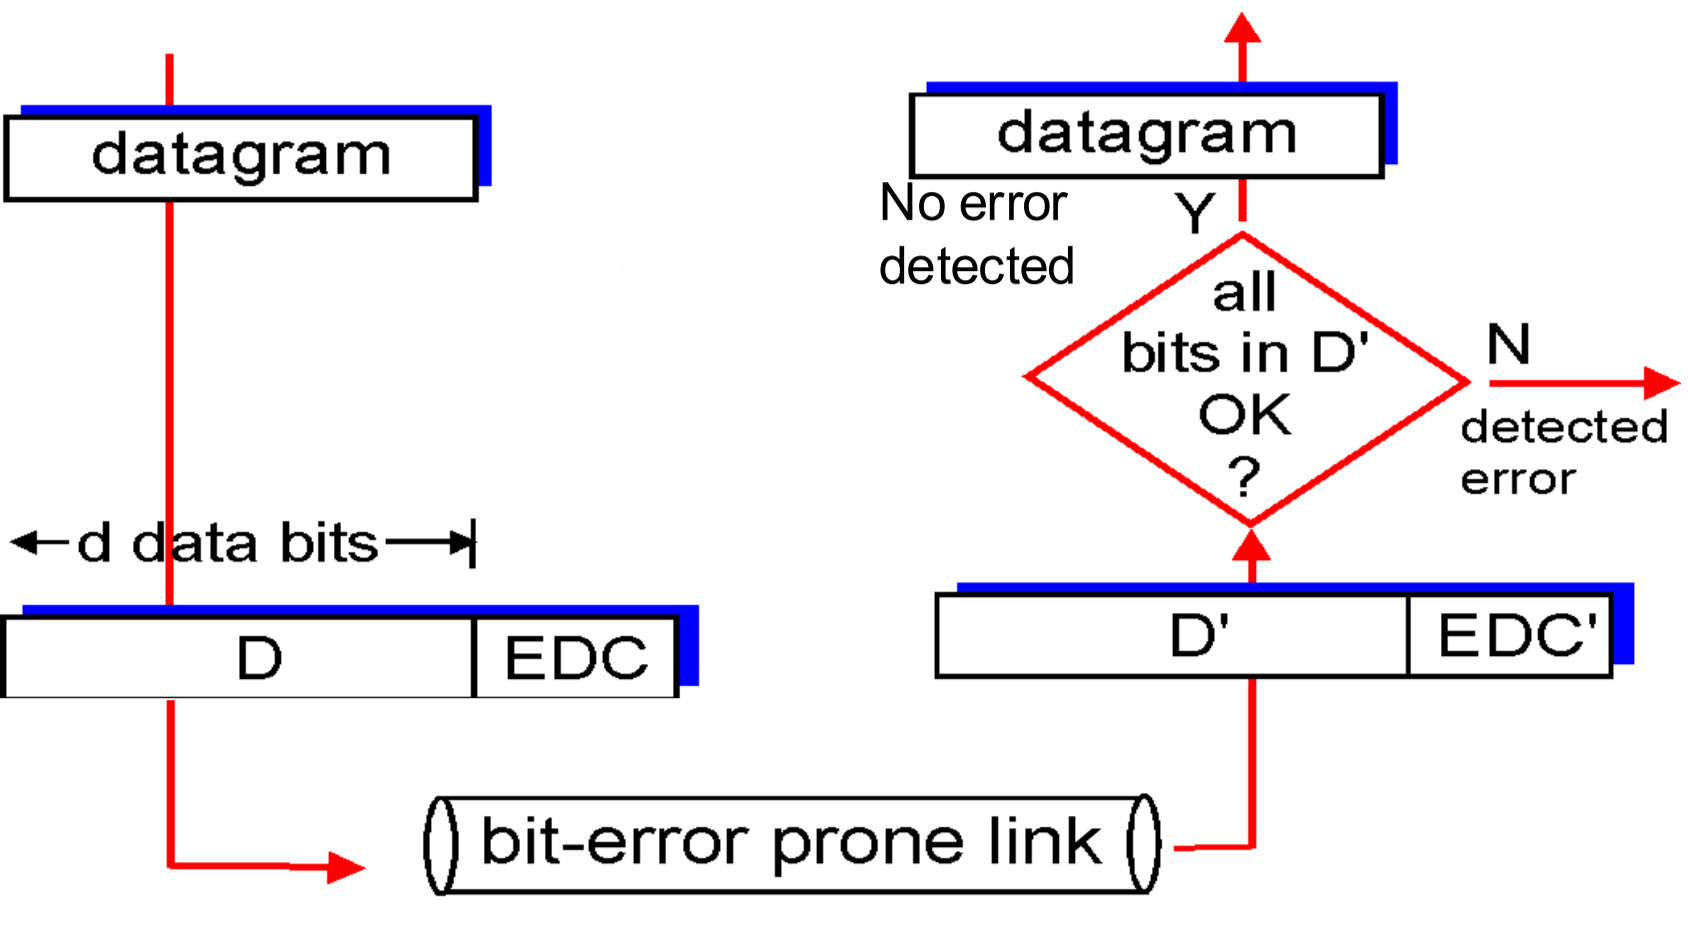 datagram
d data bits
D
EDC
bit-error prone link
datagram
No error
detected
Y
all
bits in D'
OK
?
N
detected
error
D'
EDC'